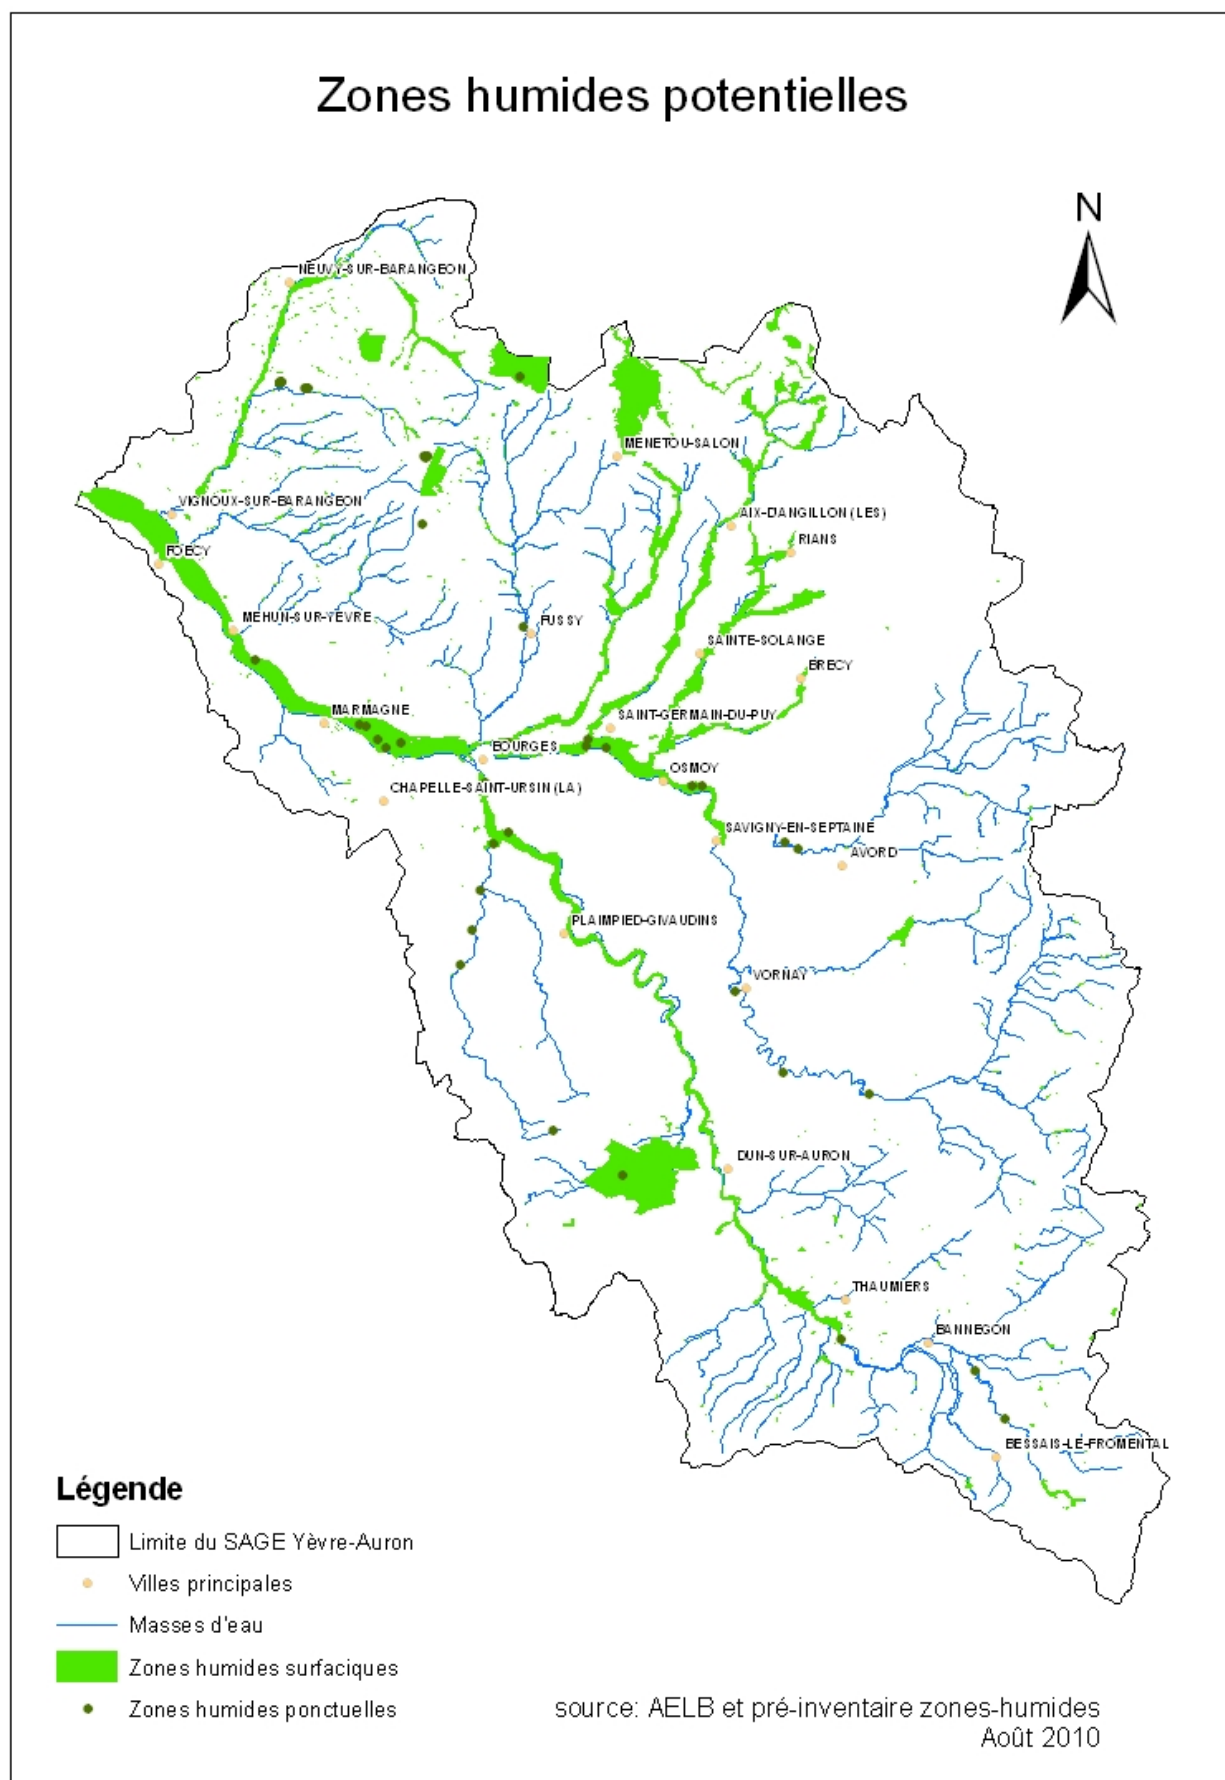 Zones humides potentielles
N
NEUVY-SUR-BARANGEON
MENETOU-SALON
VIGNOUX-SUR-BARANGEON
AIX-D'ANGILLON (LES)
RIANS
FOECY
MEHUN-SUR-YEVRE
FUSSY
SAINTE-SOLANGE
BRECY
MARMAGNE
SAINT-GERMAIN-DU-PUY
BOURGES
OSMOY
CHAPELLE-SAINT-URSIN (LA)
SAVIGNY-EN-SEPTAINE
AVORD
PLAIMPIED-GIVAUDINS
VORNAY
DUN-SUR-AURON
THAUMIERS
BANNEGON
BESSAIS-LE-FROMENTAL
Légende
Limite du SAGE Yèvre-Auron
Villes principales
Masses d'eau
Zones humides surfaciques
Zones humides ponctuelles
source: AELB et pré-inventaire zones-humides
Août 2010